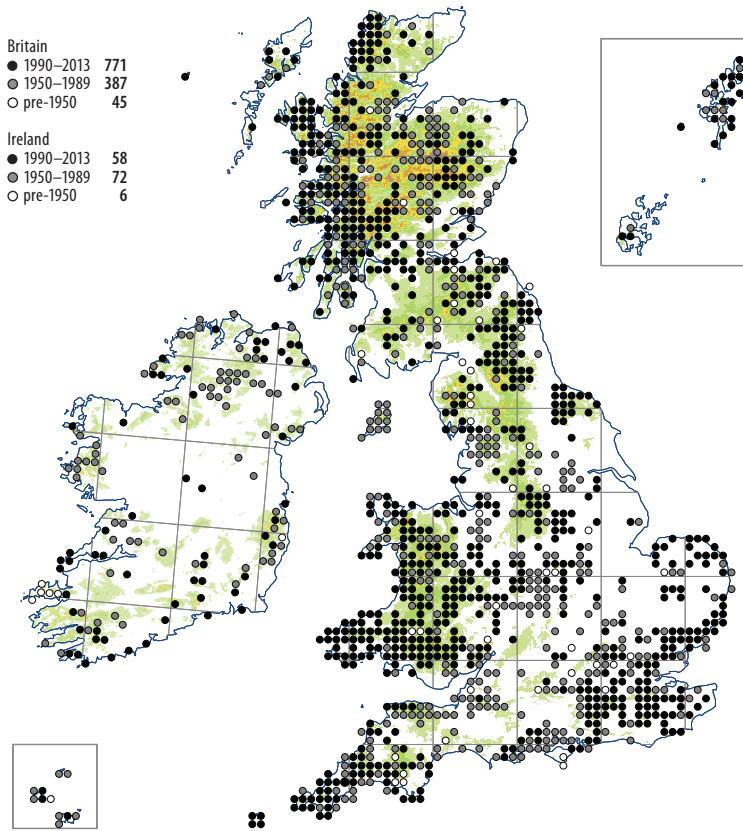 Britain
1990–2013 771
1950–1989 387
pre-1950 45
Ireland
1990–2013 58
1950–1989 72
pre-1950 6